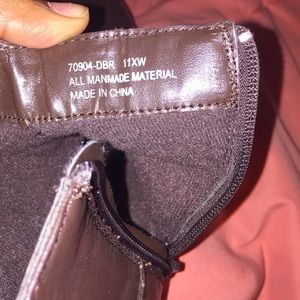 70904-DBR 11XW
ALL MANMADE MATERIAL
MADE IN CHINA